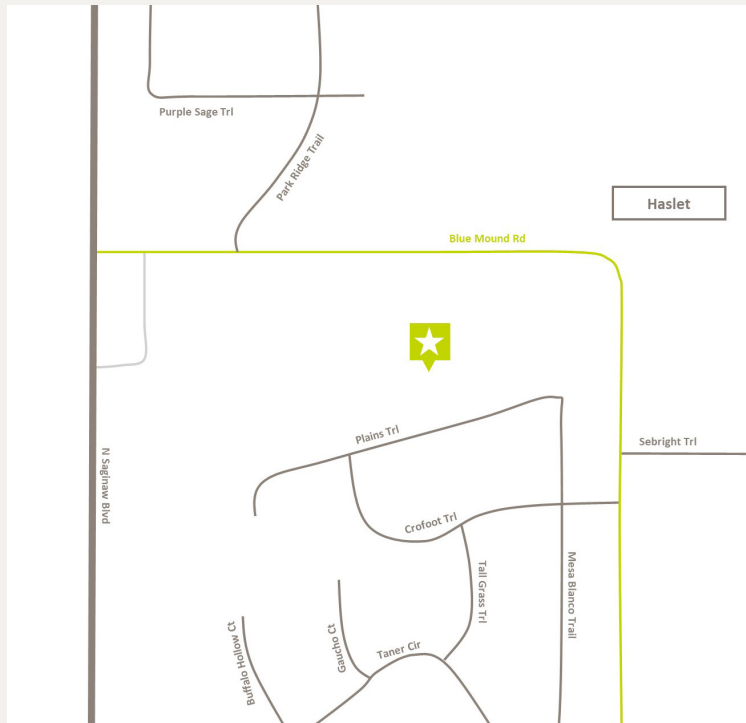 Purple Sage Trl
Park Ridge Trail
Haslet
Blue Mound Rd
Plains Trl
Sebright Trl
N Saginaw Blvd
Crofoot Trl
Tall Grass Trl
Mesa Blanco Trail
Buffalo Hollow Ct
Gaucho Ct
Taner Cir